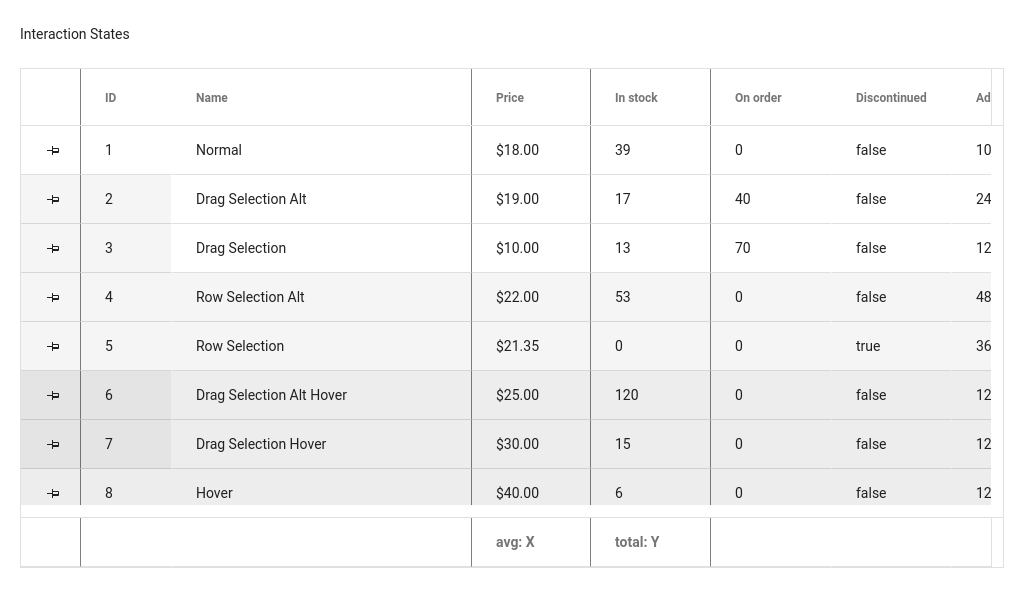 Interaction States
ID Name Price In stock On order Discontinued Ad
1 Normal $18.00 39 0 false 10
2 Drag Selection Alt $19.00 17 40 false 24
3 Drag Selection $10.00 13 70 false 12
4 Row Selection Alt $22.00 53 0 false 48
5 Row Selection $21.35 0 0 true 36
6 Drag Selection Alt Hover $25.00 120 0 false 12
7 Drag Selection Hover $30.00 15 0 false 12
8 Hover $40.00 6 0 false 12
avg: X total: Y